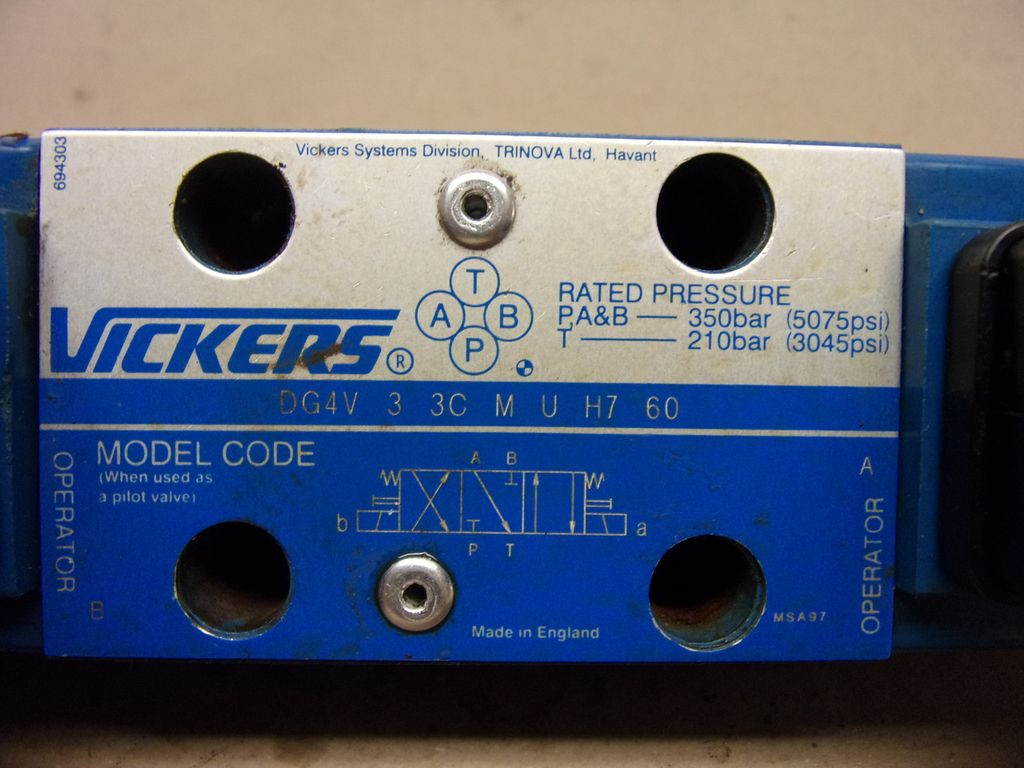 694303
Vickers Systems Division, TRINOVA Ltd, Havant
VICKERS ®
T
A B
P
RATED PRESSURE
PA&B — 350bar (5075psi)
T — 210bar (3045psi)
DG4V 3 3C M U H7 60
MODEL CODE
(When used as
a pilot valve)
OPERATOR B
A B
b a
P T
A OPERATOR
MSA97
Made in England